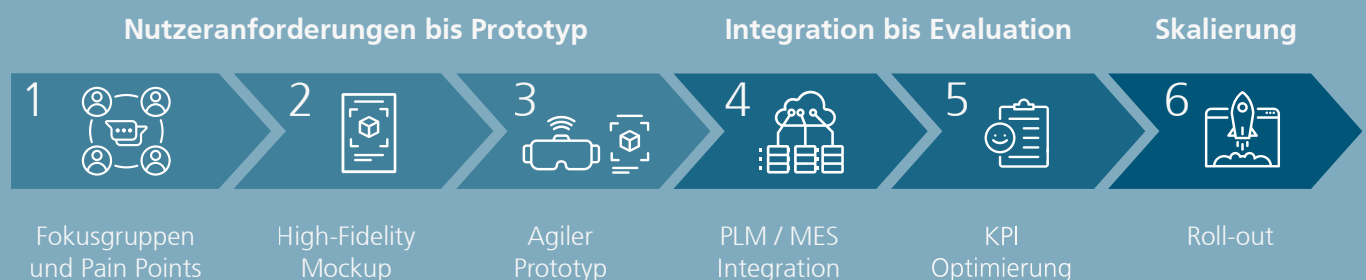 Nutzeranforderungen bis Prototyp
Integration bis Evaluation
Skalierung
1
2
3
4
5
6
Fokusgruppen
und Pain Points
High-Fidelity
Mockup
Agiler
Prototyp
PLM / MES
Integration
KPI
Optimierung
Roll-out